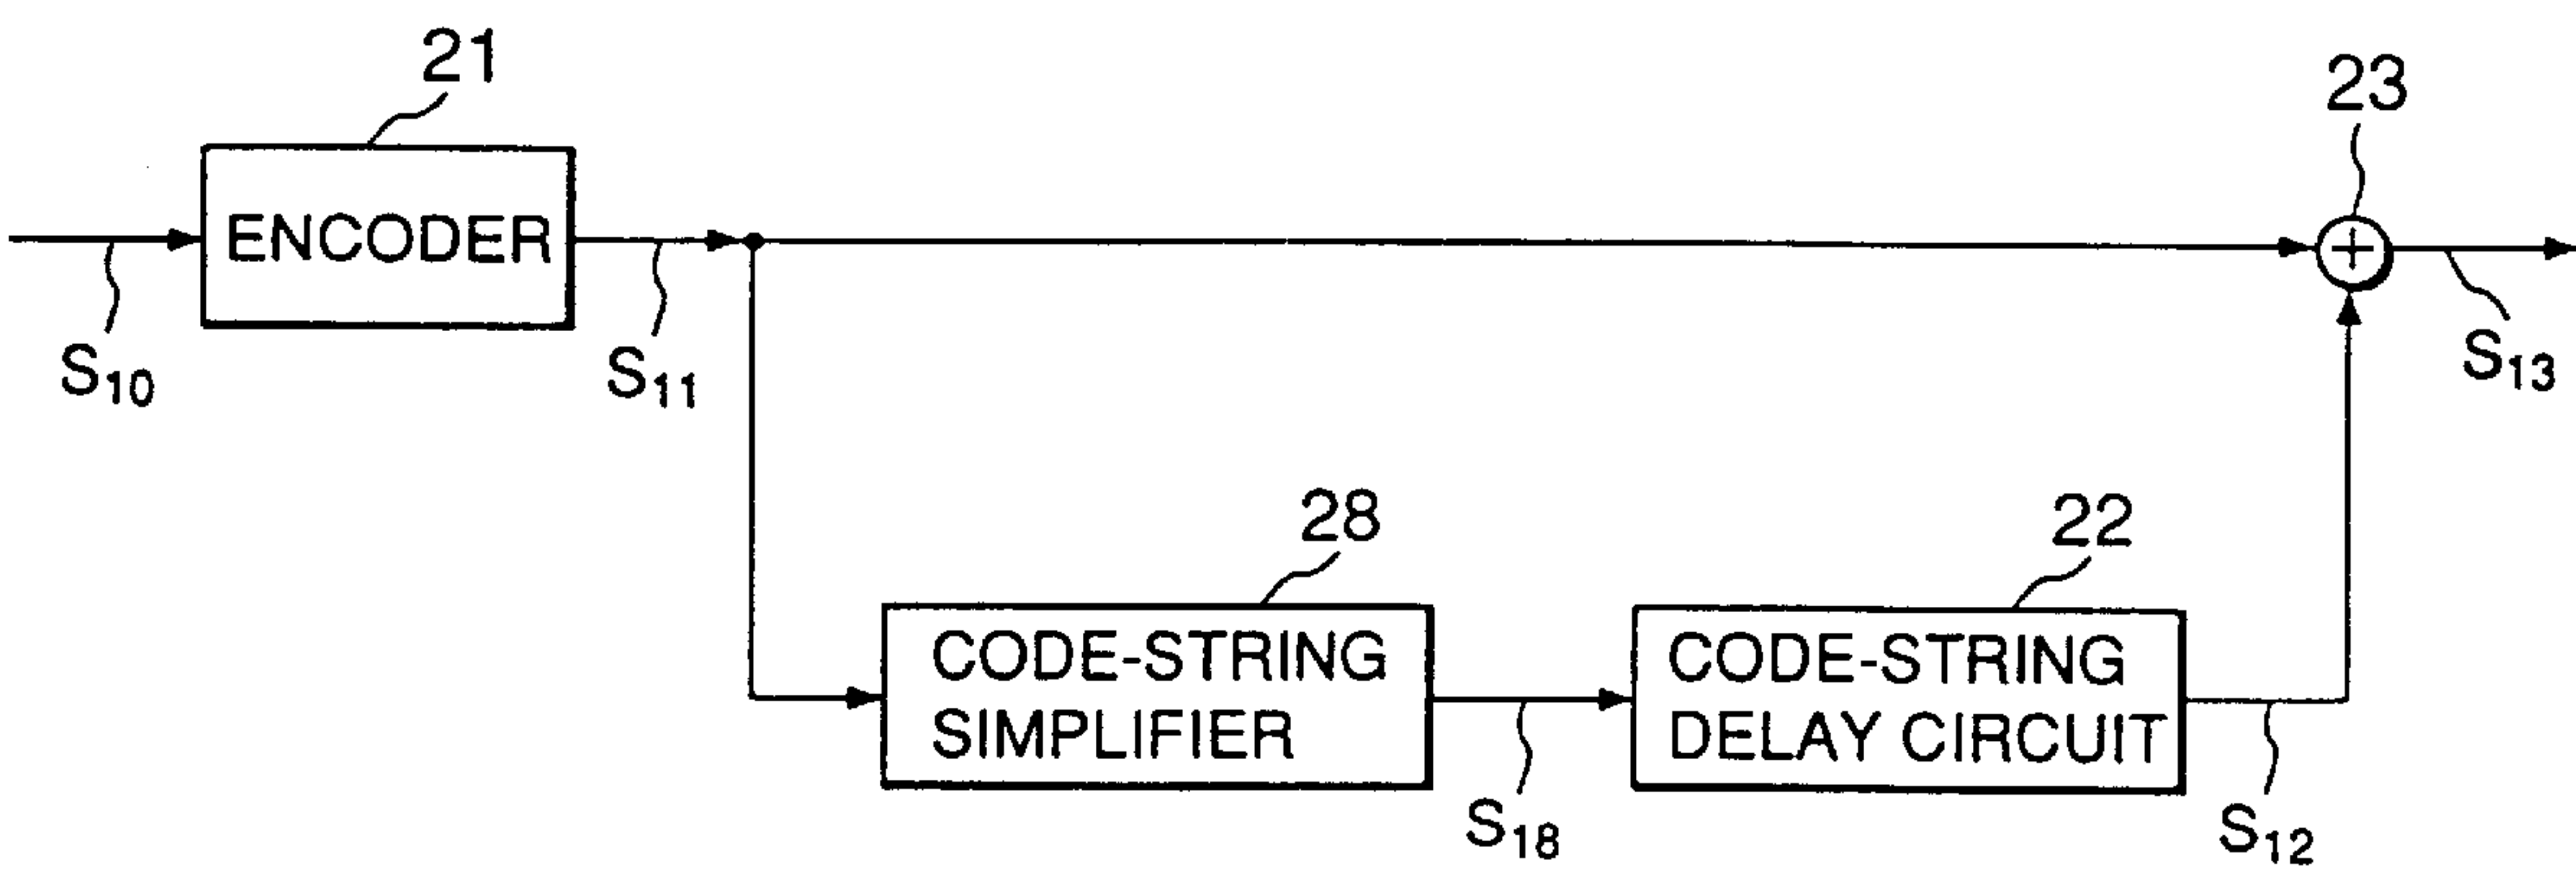 21
23
ENCODER
S10
S11
S13
28
22
CODE-STRING
SIMPLIFIER
CODE-STRING
DELAY CIRCUIT
S18
S12